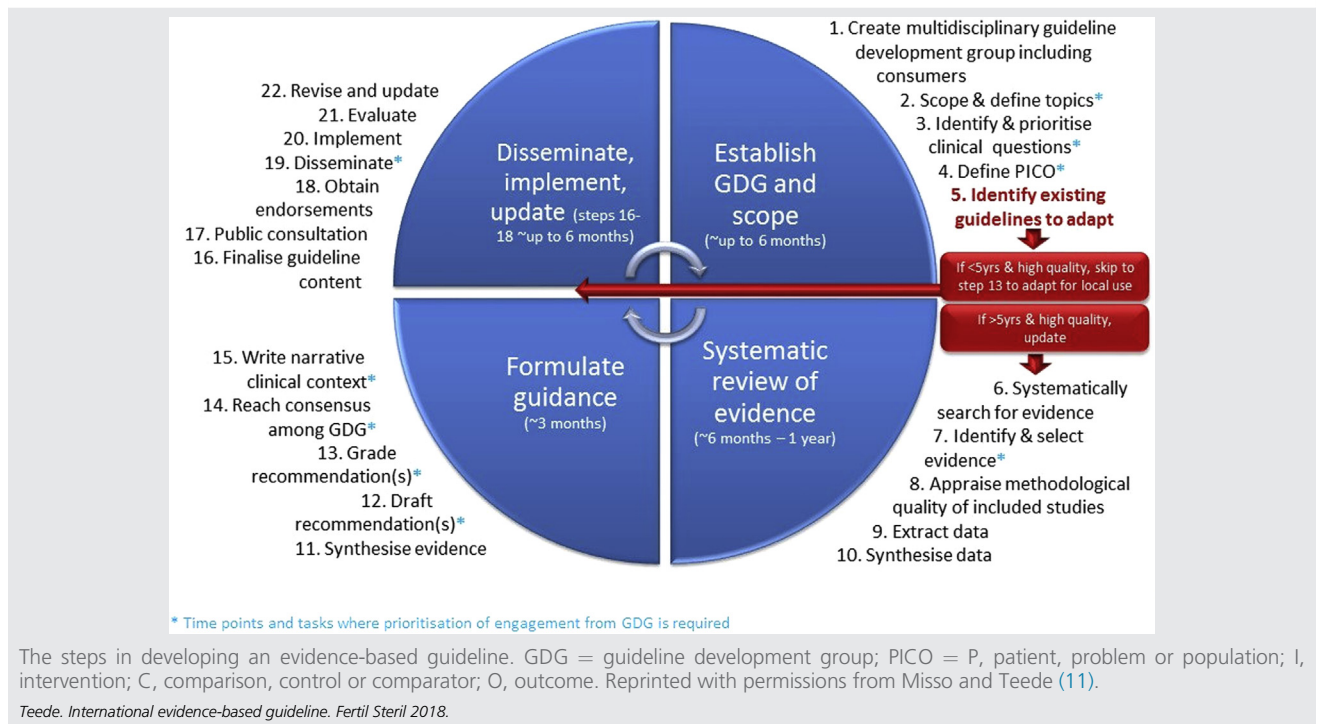 1. Create multidisciplinary guideline
development group including
consumers
2. Scope & define topics*
3. Identify & prioritise
clinical questions*
4. Define PICO*
5. Identify existing
guidelines to adapt
If <5yrs & high quality, skip to
step 13 to adapt for local use
If >5yrs & high quality,
update
6. Systematically
search for evidence
7. Identify & select
evidence*
8. Appraise methodological
quality of included studies
9. Extract data
10. Synthesise data
Establish
GDG and
scope
(~up to 6 months)
Systematic
review of
evidence
(~6 months – 1 year)
Formulate
guidance
(~3 months)
Disseminate,
implement,
update (steps 16-
18 ~up to 6 months)
15. Write narrative
clinical context*
14. Reach consensus
among GDG*
13. Grade
recommendation(s)*
12. Draft
recommendation(s)*
11. Synthesise evidence
22. Revise and update
21. Evaluate
20. Implement
19. Disseminate*
18. Obtain
endorsements
17. Public consultation
16. Finalise guideline
content
* Time points and tasks where prioritisation of engagement from GDG is required
The steps in developing an evidence-based guideline. GDG = guideline development group; PICO = P, patient, problem or population; I,
intervention; C, comparison, control or comparator; O, outcome. Reprinted with permissions from Misso and Teede (11).
Teede. International evidence-based guideline. Fertil Steril 2018.